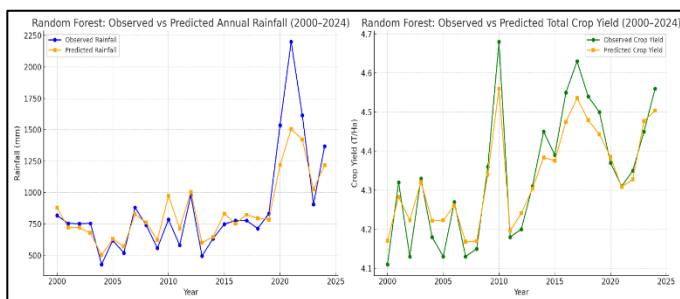 Random Forest: Observed vs Predicted Annual Rainfall (2000–2024)
Observed Rainfall
Predicted Rainfall
2250
2000
1750
1500
1250
1000
750
500
Rainfall (mm)
2000
2005
2010
2015
2020
2025
Year
Random Forest: Observed vs Predicted Total Crop Yield (2000–2024)
Observed Crop Yield
Predicted Crop Yield
4.7
4.6
4.5
4.4
4.3
4.2
4.1
Crop Yield (T/Ha)
2000
2005
2010
2015
2020
2025
Year